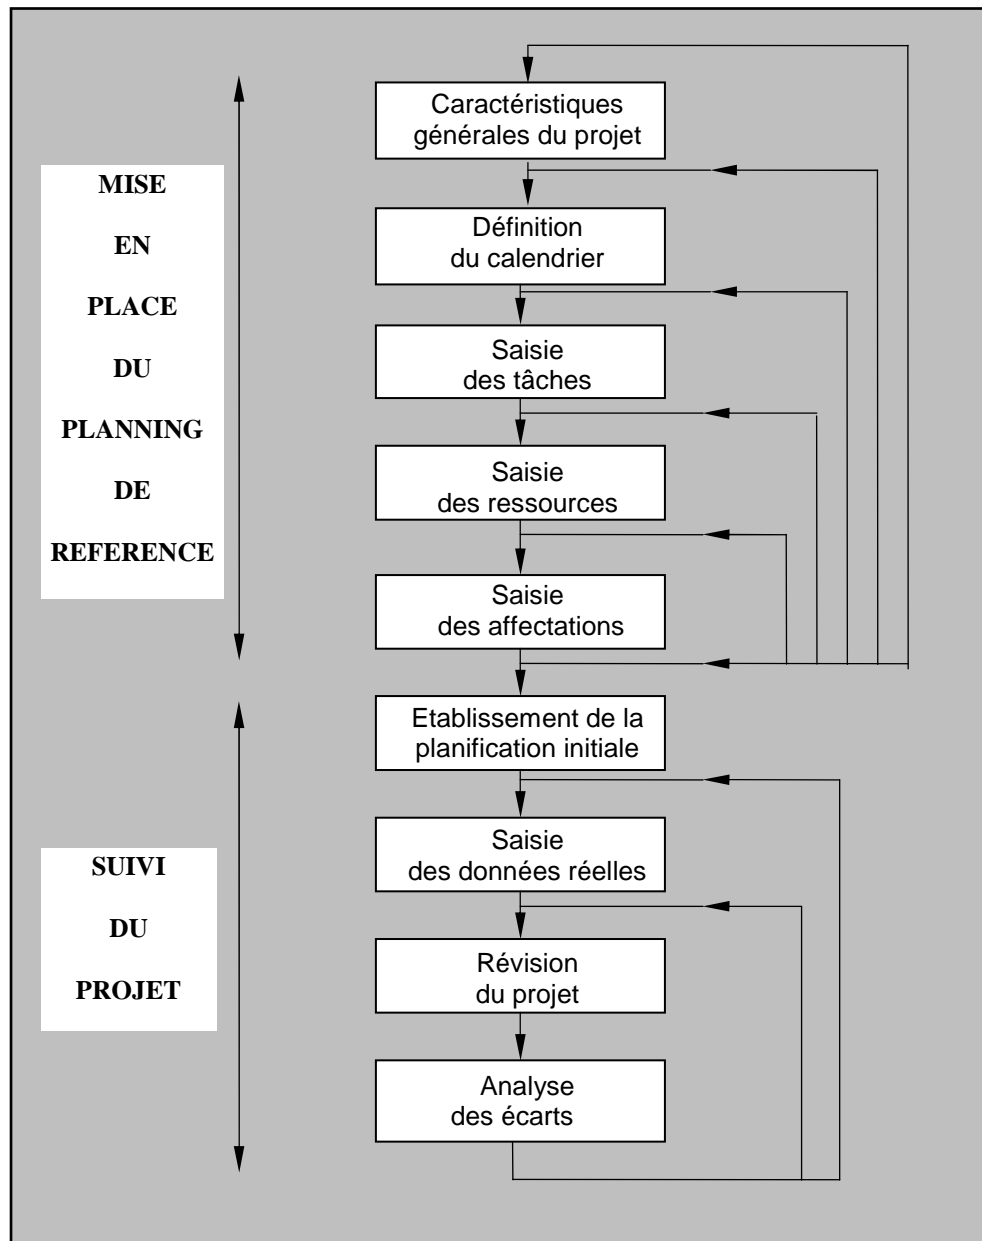 Caractéristiques
générales du projet
MISE
EN
PLACE
DU
PLANNING
DE
REFERENCE
Définition
du calendrier
Saisie
des tâches
Saisie
des ressources
Saisie
des affectations
Etablissement de la
planification initiale
SUIVI
DU
PROJET
Saisie
des données réelles
Révision
du projet
Analyse
des écarts